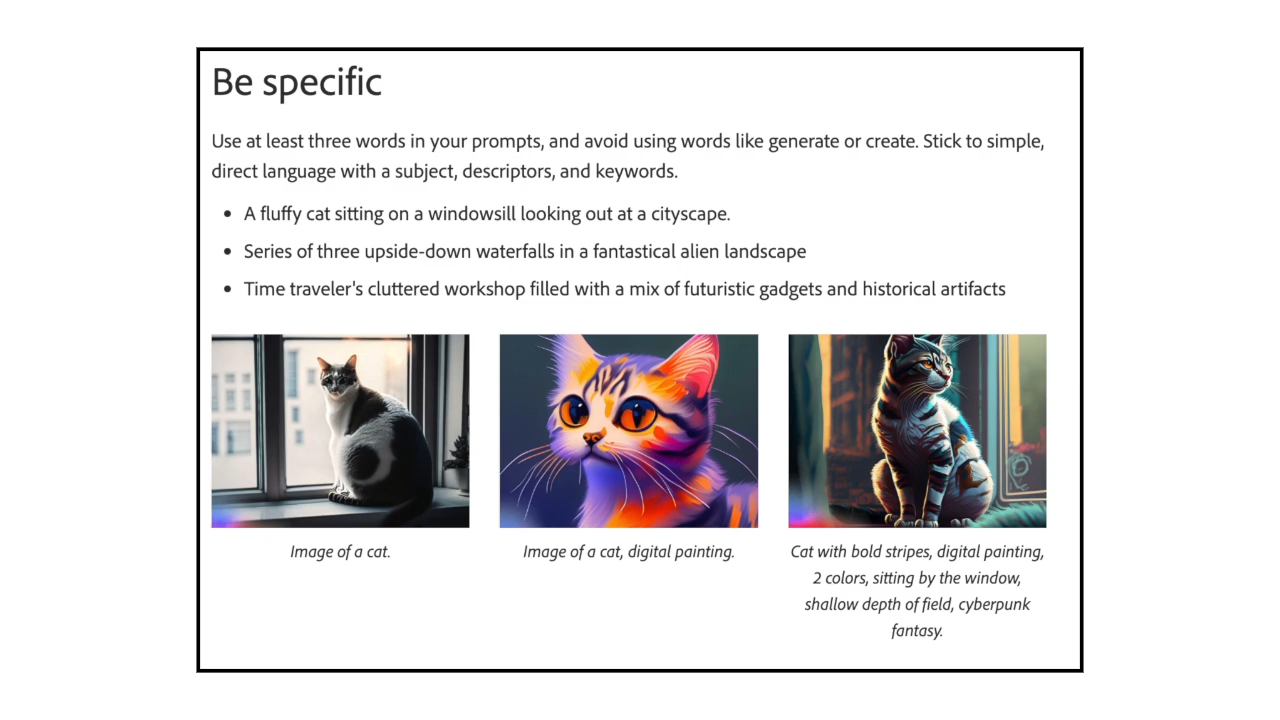 Be specific
Use at least three words in your prompts, and avoid using words like generate or create. Stick to simple,
direct language with a subject, descriptors, and keywords.
• A fluffy cat sitting on a windowsill looking out at a cityscape.
• Series of three upside-down waterfalls in a fantastical alien landscape
• Time traveler's cluttered workshop filled with a mix of futuristic gadgets and historical artifacts
Image of a cat.
Image of a cat, digital painting.
Cat with bold stripes, digital painting,
2 colors, sitting by the window,
shallow depth of field, cyberpunk
fantasy.